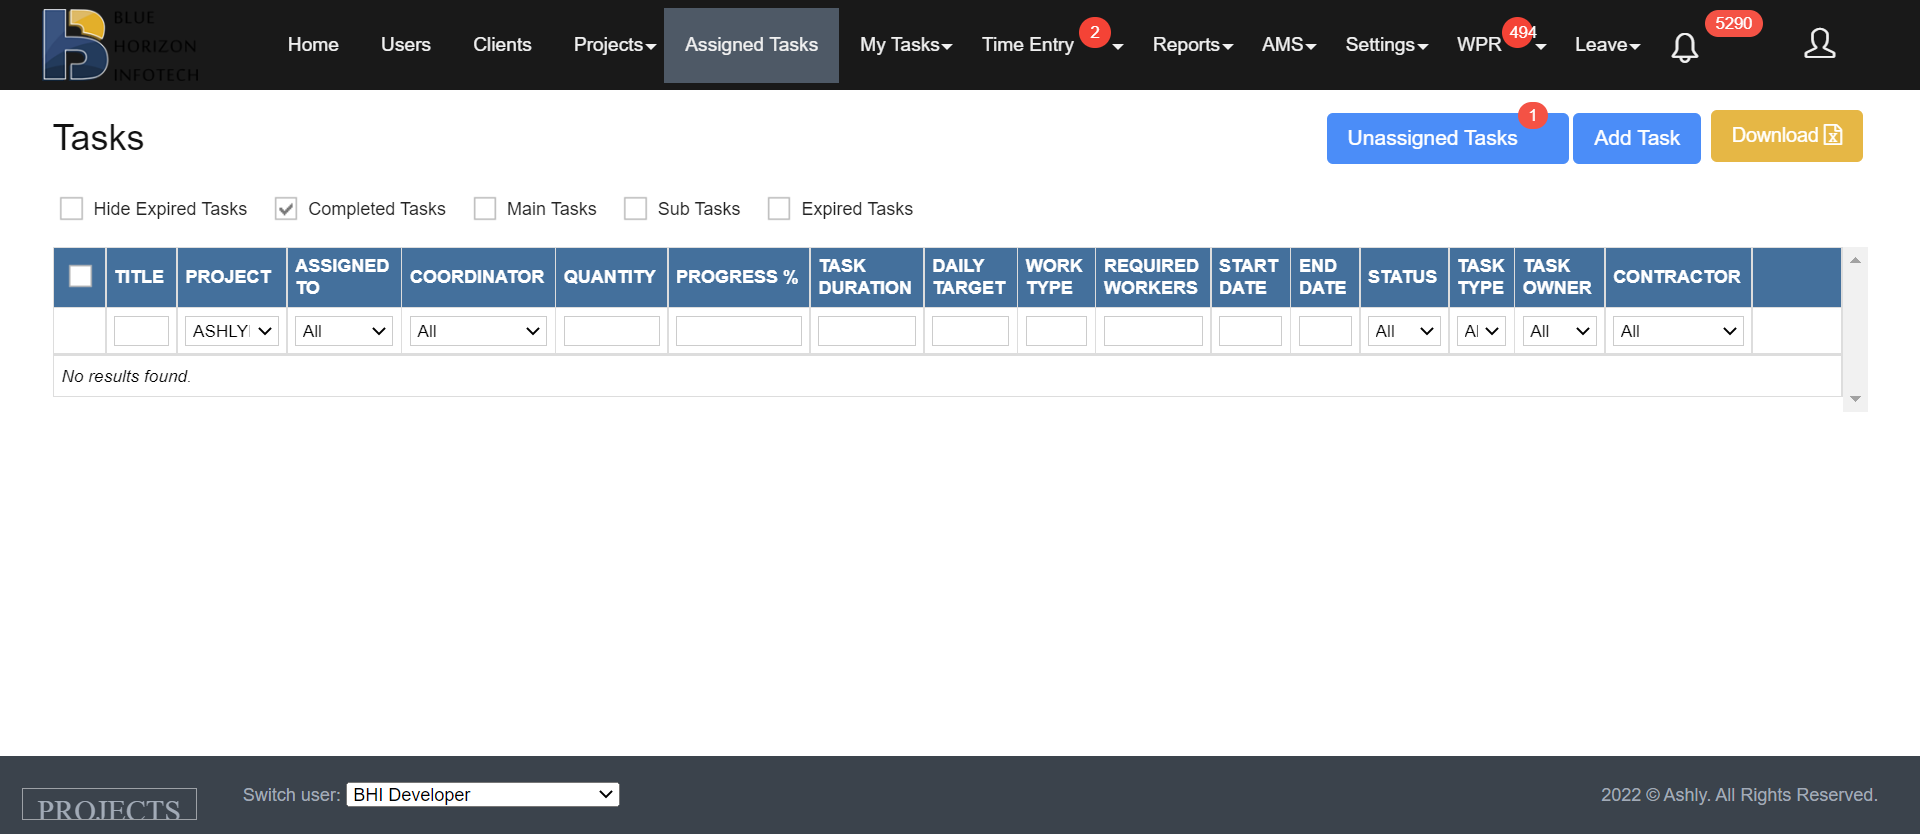 BLUE
HORIZON
INFOTECH
Home Users Clients Projects Assigned Tasks My Tasks Time Entry 2 Reports AMS Settings WPR 494 Leave 5290
Tasks
Unassigned Tasks 1 Add Task Download
Hide Expired Tasks Completed Tasks Main Tasks Sub Tasks Expired Tasks
TITLE PROJECT ASSIGNED TO COORDINATOR QUANTITY PROGRESS % TASK DURATION DAILY TARGET WORK TYPE REQUIRED WORKERS START DATE END DATE STATUS TASK TYPE TASK OWNER CONTRACTOR
ASHLY All All All Al All All
No results found.
PROJECTS Switch user: BHI Developer 2022 © Ashly. All Rights Reserved.